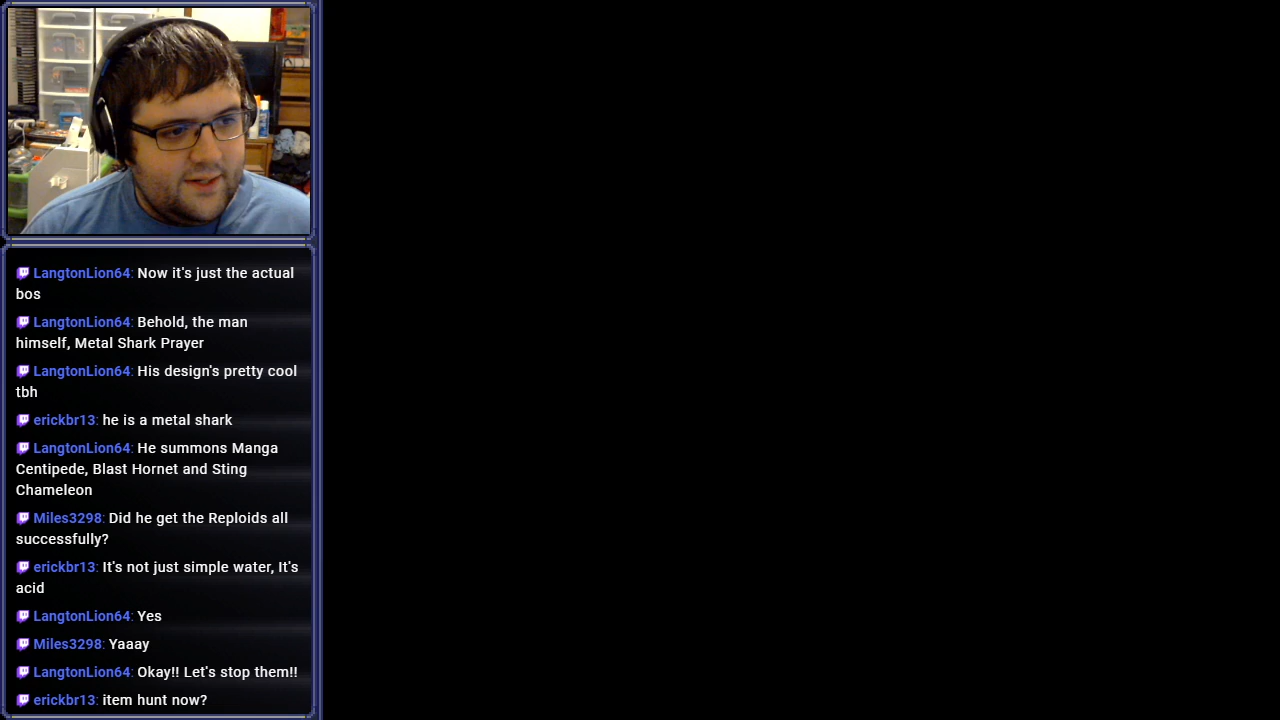 LangtonLion64: Now it's just the actual
bos
LangtonLion64: Behold, the man
himself, Metal Shark Prayer
LangtonLion64: His design's pretty cool
tbh
erickbr13: he is a metal shark
LangtonLion64: He summons Manga
Centipede, Blast Hornet and Sting
Chameleon
Miles3298: Did he get the Reploids all
successfully?
erickbr13: It's not just simple water, It's
acid
LangtonLion64: Yes
Miles3298: Yaaay
LangtonLion64: Okay!! Let's stop them!!
erickbr13: item hunt now?